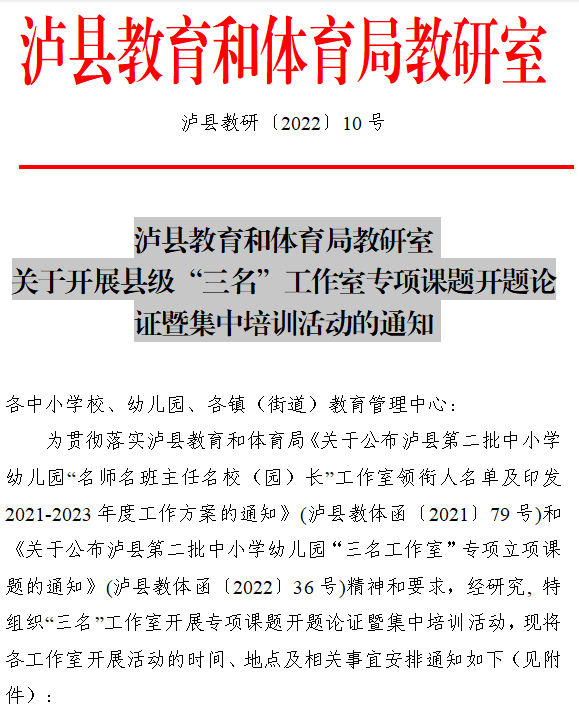 泸县教育和体育局教研室
泸县教研〔2022〕10 号
泸县教育和体育局教研室
关于开展县级“三名”工作室专项课题开题论
证暨集中培训活动的通知
各中小学校、幼儿园、各镇（街道）教育管理中心：
为贯彻落实泸县教育和体育局《关于公布泸县第二批中小学
幼儿园“名师名班主任名校（园）长”工作室领衔人名单及印发
2021-2023 年度工作方案的通知》(泸县教体函〔2021〕79 号)和
《关于公布泸县第二批中小学幼儿园“三名工作室”专项立项课
题的通知》(泸县教体函〔2022〕36 号)精神和要求，经研究, 特
组织“三名”工作室开展专项课题开题论证暨集中培训活动，现将
各工作室开展活动的时间、地点及相关事宜安排通知如下（见附
件）：